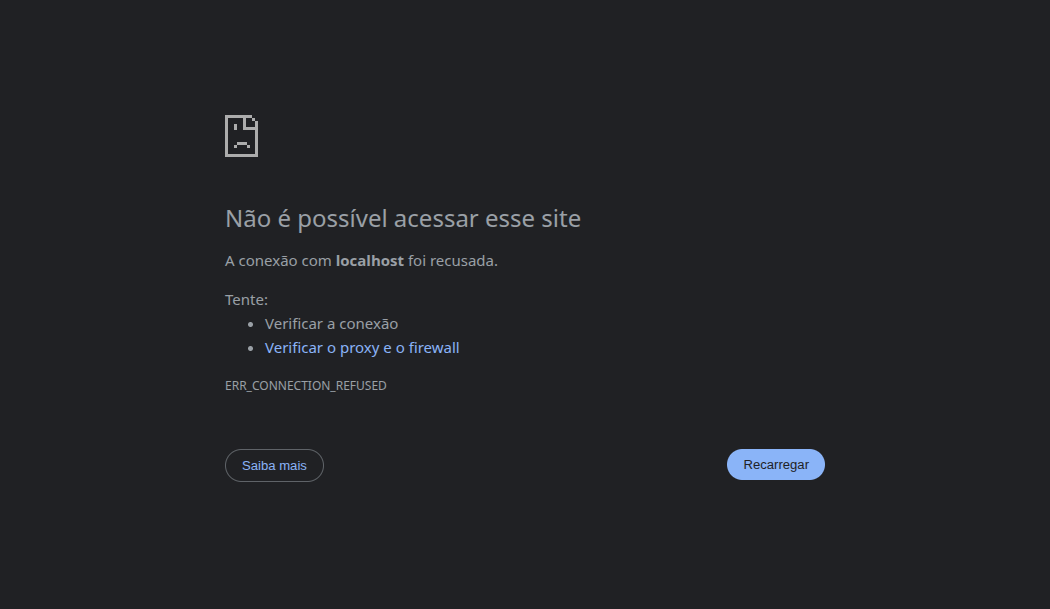 Não é possível acessar esse site
A conexão com localhost foi recusada.
Tente:
Verificar a conexão
Verificar o proxy e o firewall
ERR_CONNECTION_REFUSED
Saiba mais
Recarregar